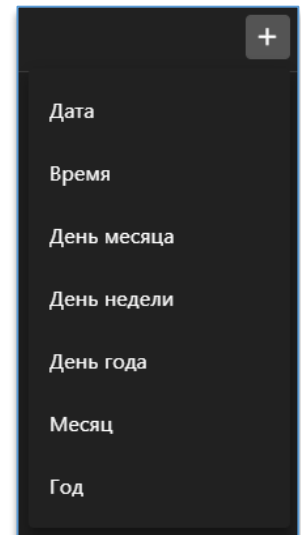 +
Дата
Время
День месяца
День недели
День года
Месяц
Год